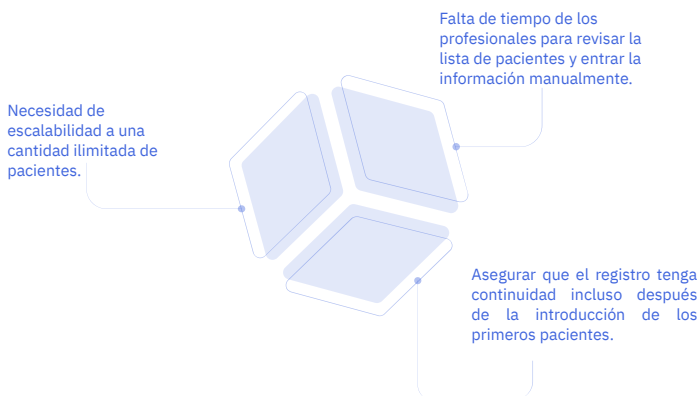 Falta de tiempo de los
profesionales para revisar la
lista de pacientes y entrar la
información manualmente.
Necesidad de
escalabilidad a una
cantidad ilimitada de
pacientes.
Asegurar que el registro tenga
continuidad incluso después
de la introducción de los
primeros pacientes.